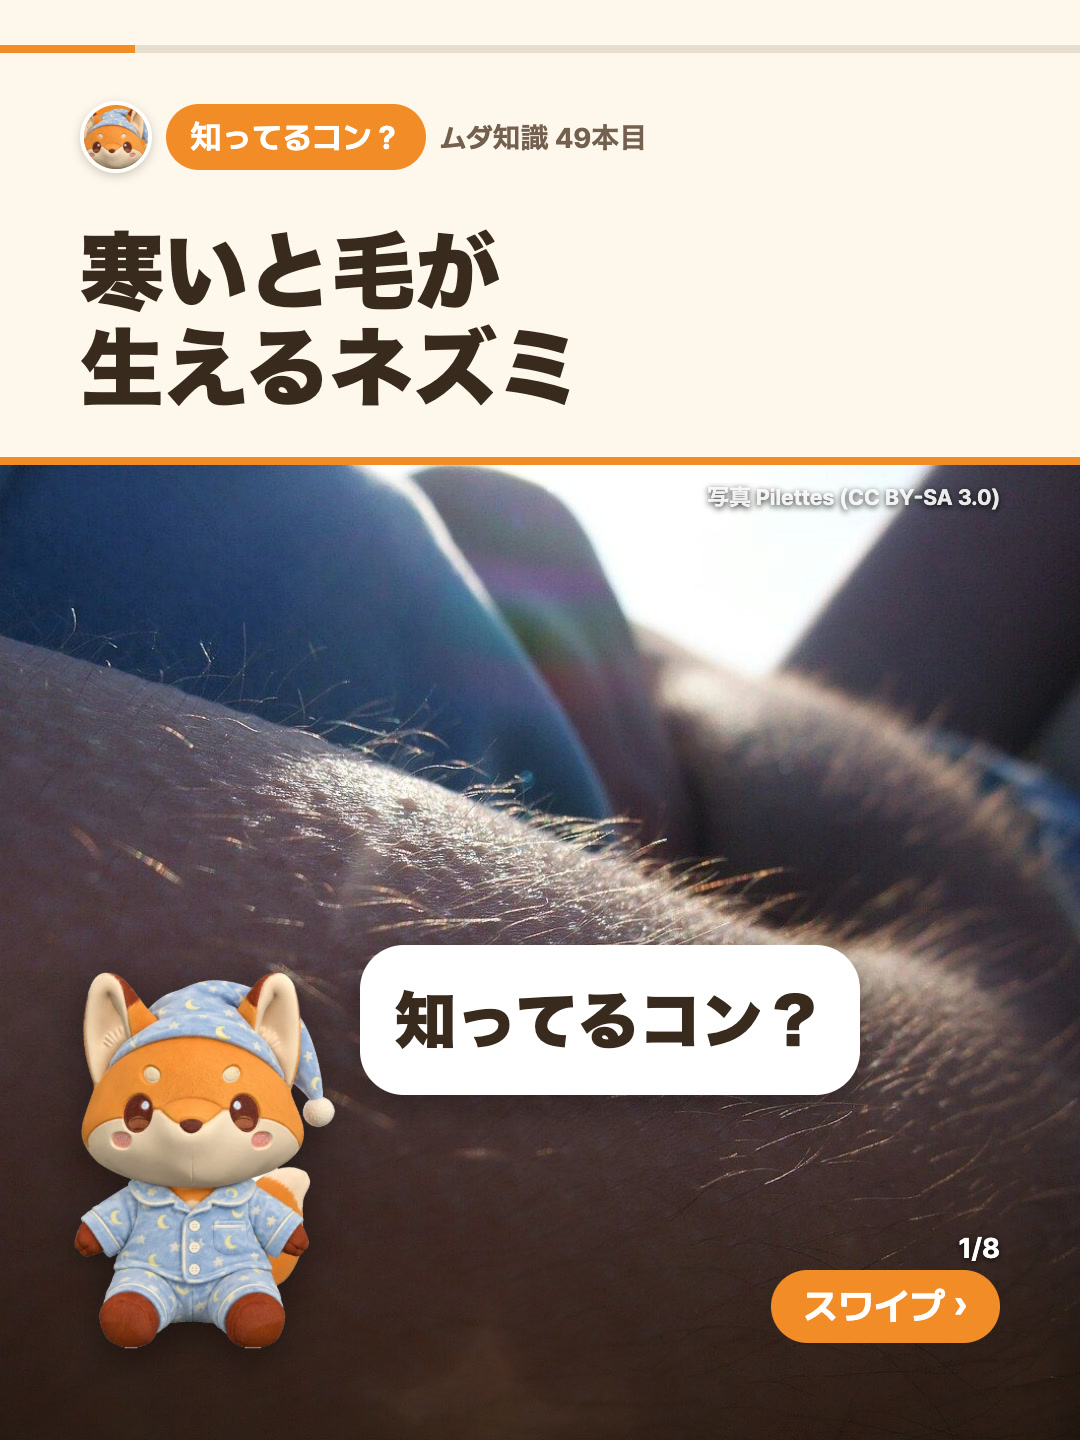 知ってるコン？ ムダ知識 49本目
寒いと毛が
生えるネズミ
写真 Pilettes (CC BY-SA 3.0)
知ってるコン？
1/8
スワイプ ›